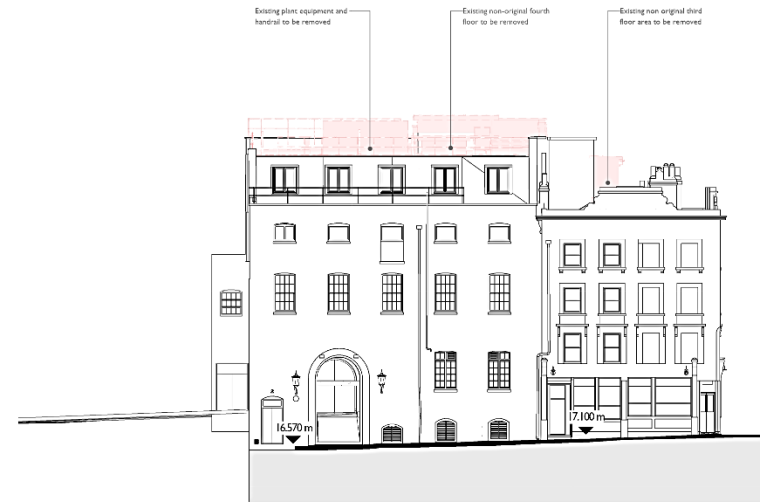 Existing plant equipment and
handrail to be removed
Existing non-original fourth
floor to be removed
Existing non original third
floor area to be removed
16.570 m
17.100 m